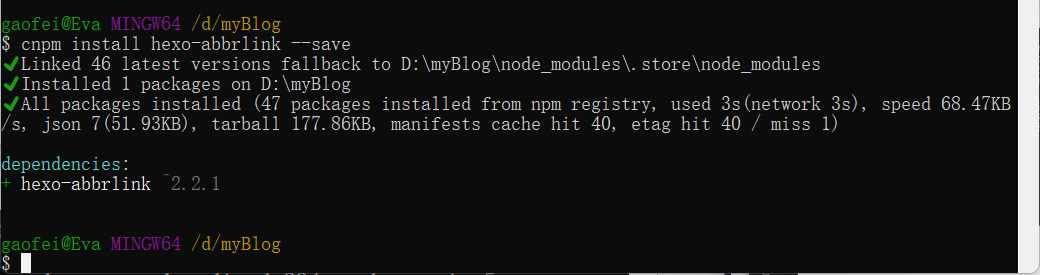 gaofei@Eva MINGW64 /d/myBlog
$ cnpm install hexo-abbrlink --save
✔Linked 46 latest versions fallback to D:\myBlog\node_modules\.store\node_modules
✔Installed 1 packages on D:\myBlog
✔All packages installed (47 packages installed from npm registry, used 3s(network 3s), speed 68.47KB
/s, json 7(51.93KB), tarball 177.86KB, manifests cache hit 40, etag hit 40 / miss 1)
dependencies:
+ hexo-abbrlink ^2.2.1
gaofei@Eva MINGW64 /d/myBlog
$